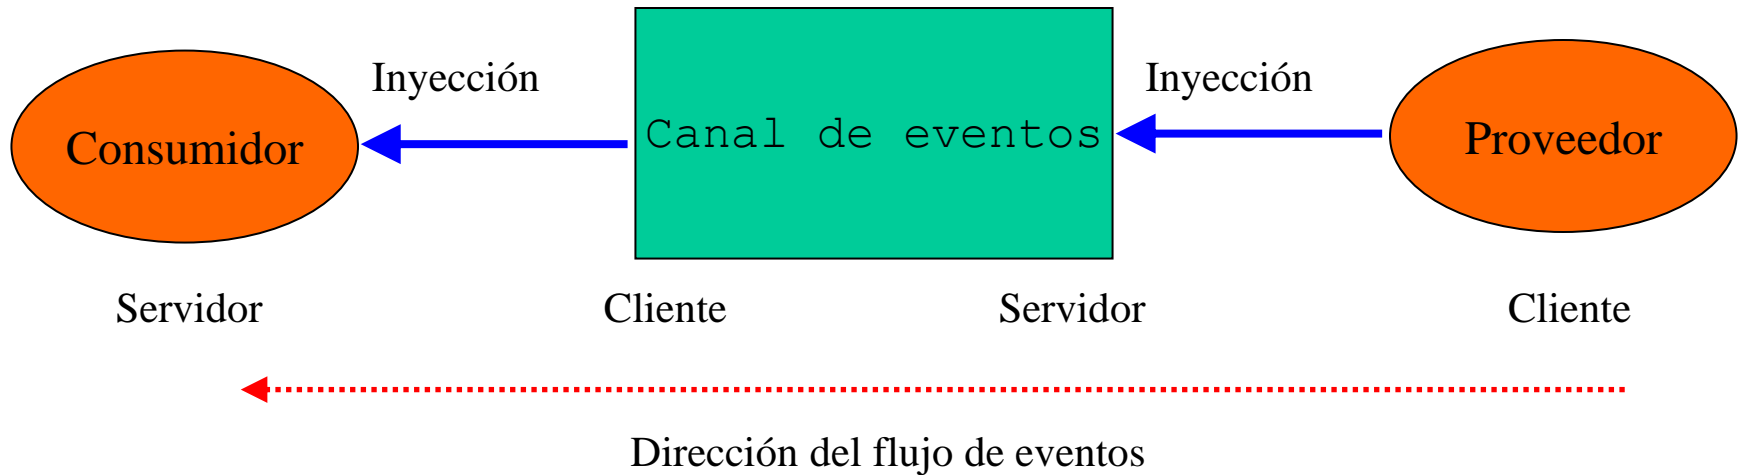 Inyección
Inyección
Consumidor
Canal de eventos
Proveedor
Servidor
Cliente
Servidor
Cliente
Dirección del flujo de eventos